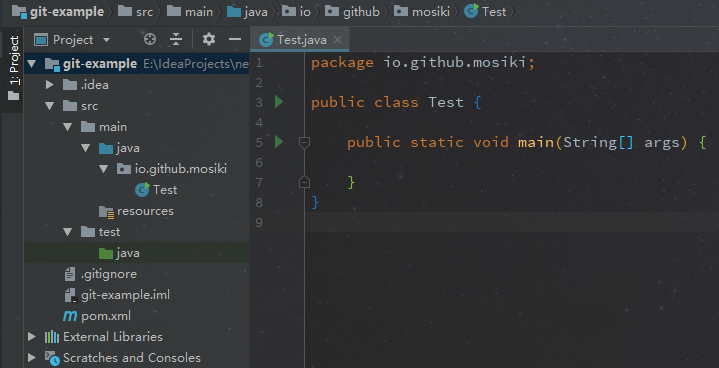 git-example src main java io github mosiki Test
1: Project
Project
git-example E:\IdeaProjects\ne
.idea
src
main
java
io.github.mosiki
Test
resources
test
java
.gitignore
git-example.iml
pom.xml
External Libraries
Scratches and Consoles
Test.java
1 package io.github.mosiki;
2
3 public class Test {
4
5 public static void main(String[] args) {
6
7 }
8 }
9